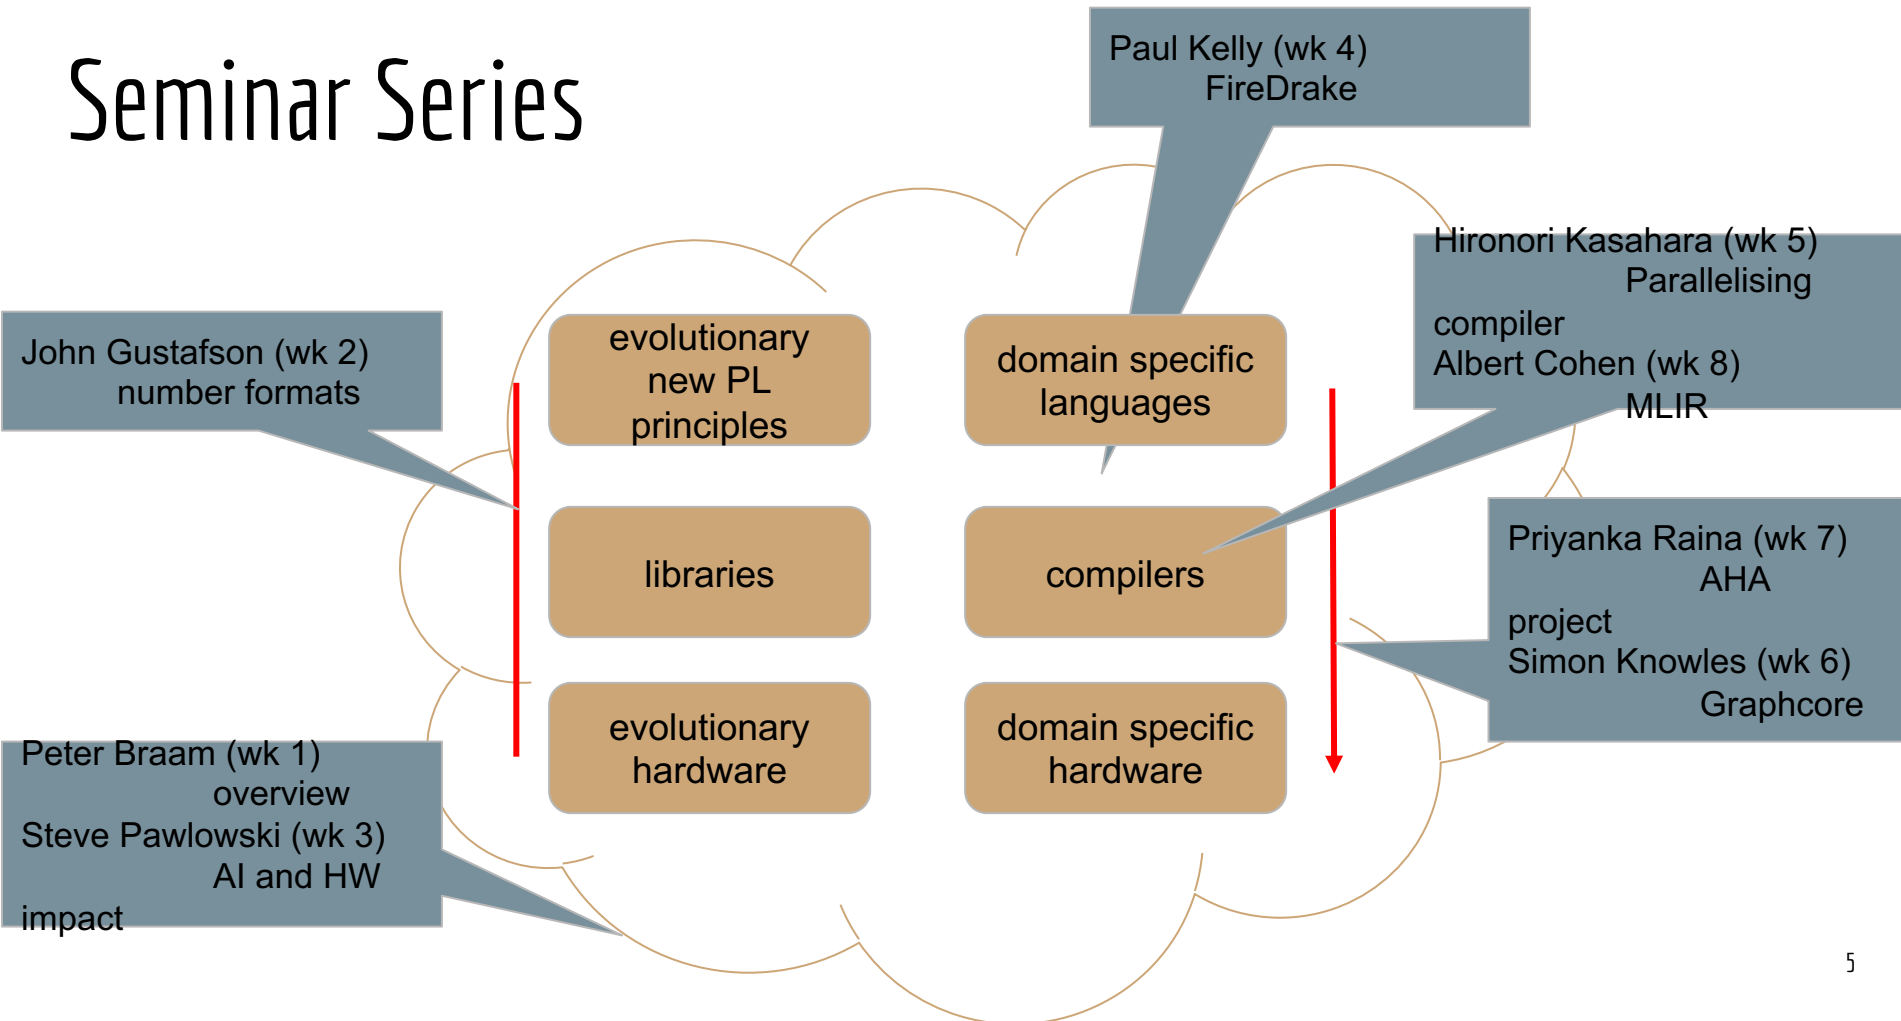 Seminar Series
Paul Kelly (wk 4)
FireDrake
Hironori Kasahara (wk 5)
Parallelising
compiler
Albert Cohen (wk 8)
MLIR
John Gustafson (wk 2)
number formats
evolutionary
new PL
principles
domain specific
languages
libraries
compilers
Priyanka Raina (wk 7)
AHA
project
Simon Knowles (wk 6)
Graphcore
evolutionary
hardware
domain specific
hardware
Peter Braam (wk 1)
overview
Steve Pawlowski (wk 3)
AI and HW
impact
5